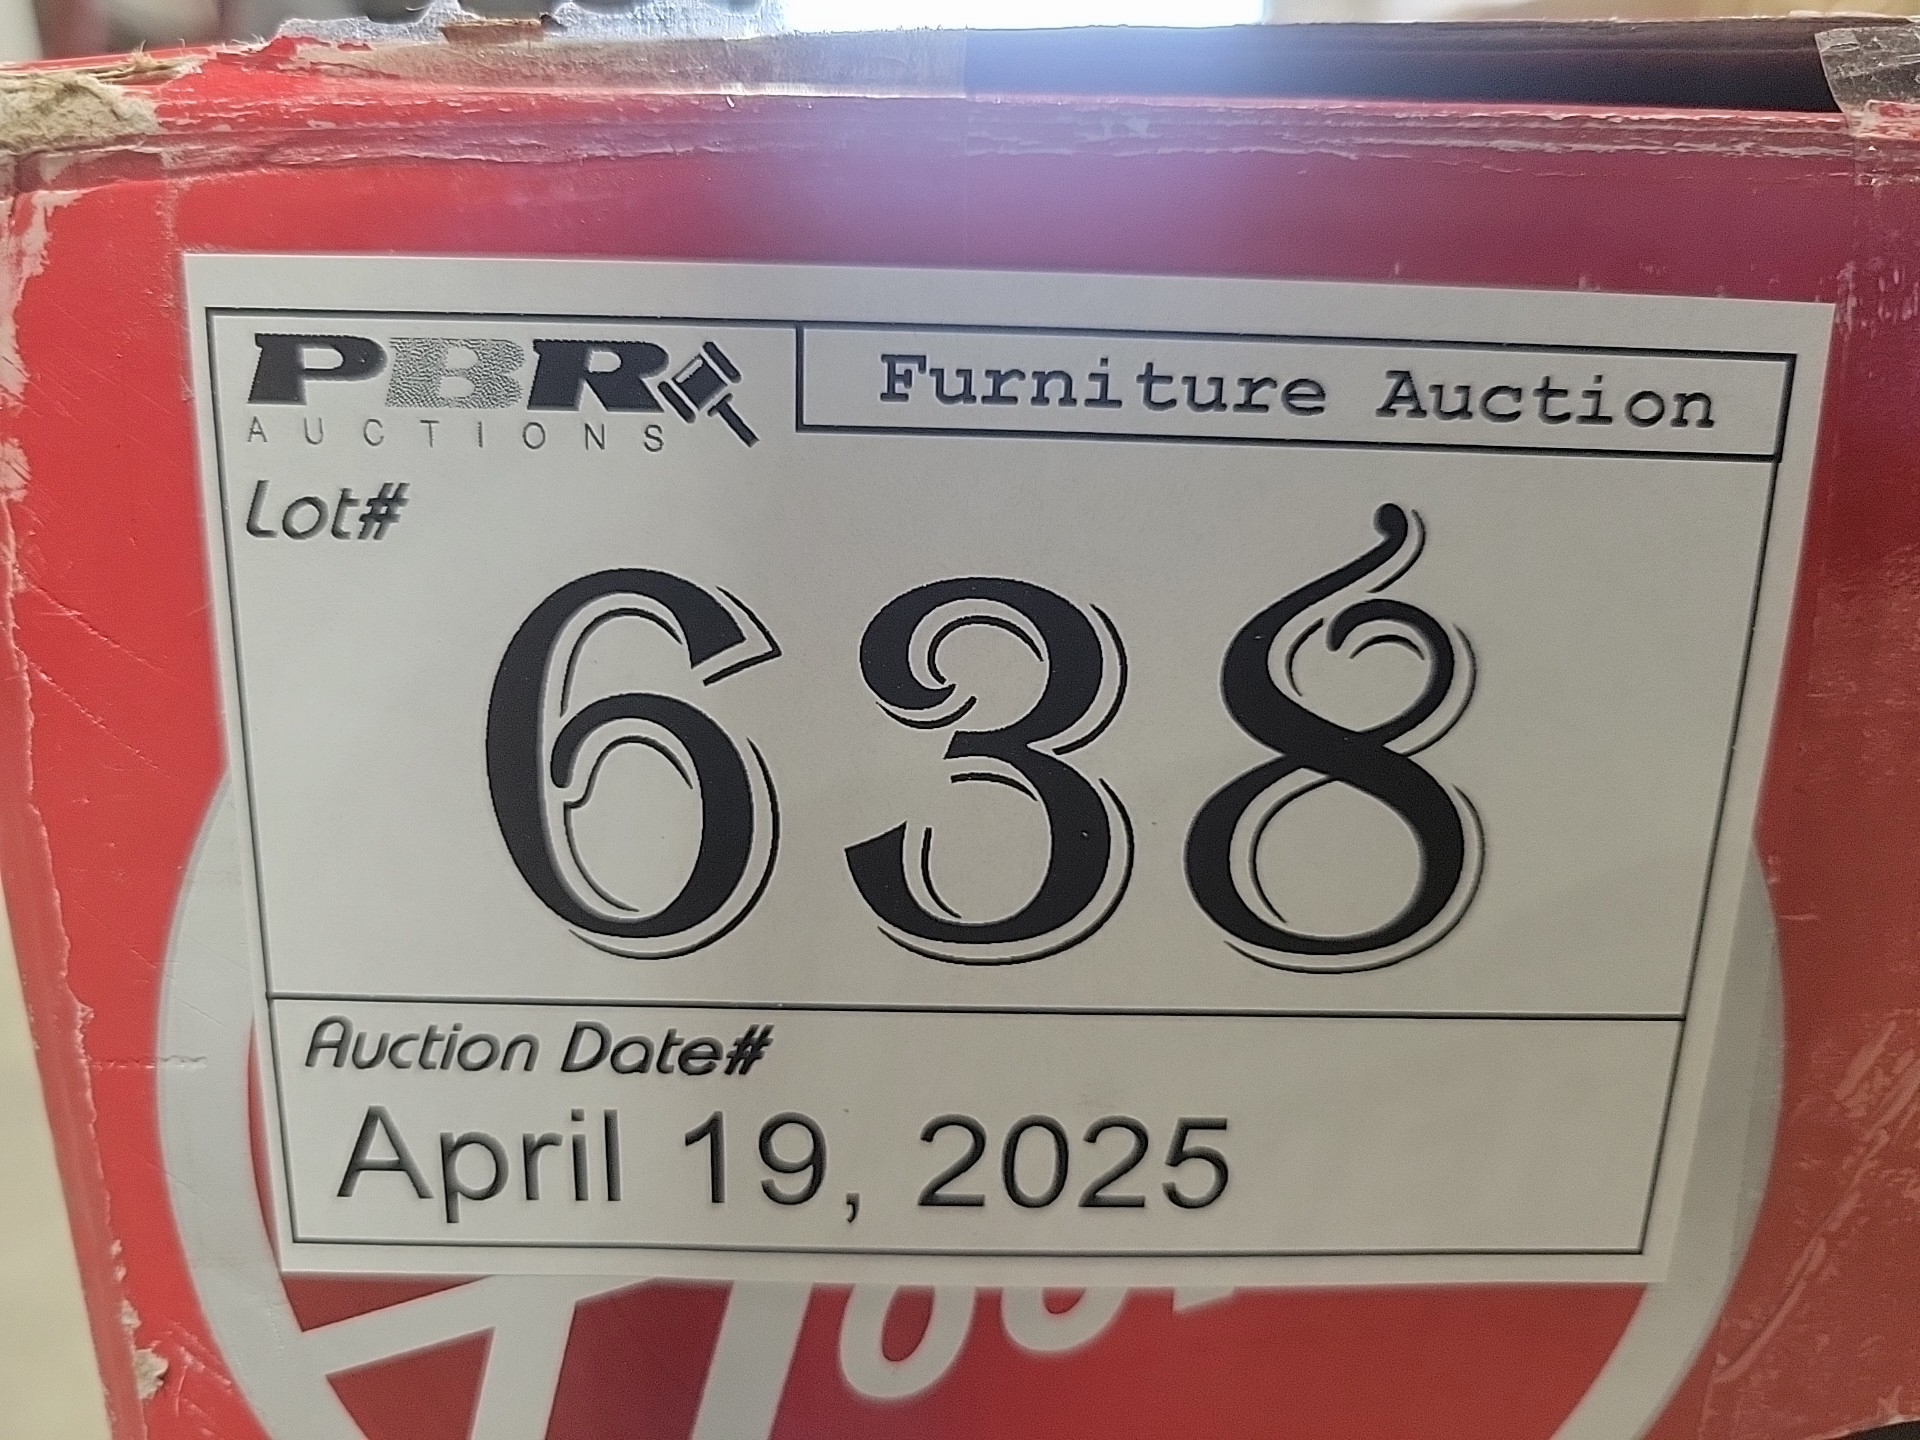 PBR
AUCTIONS
Furniture Auction
Lot#
638
Auction Date#
April 19, 2025